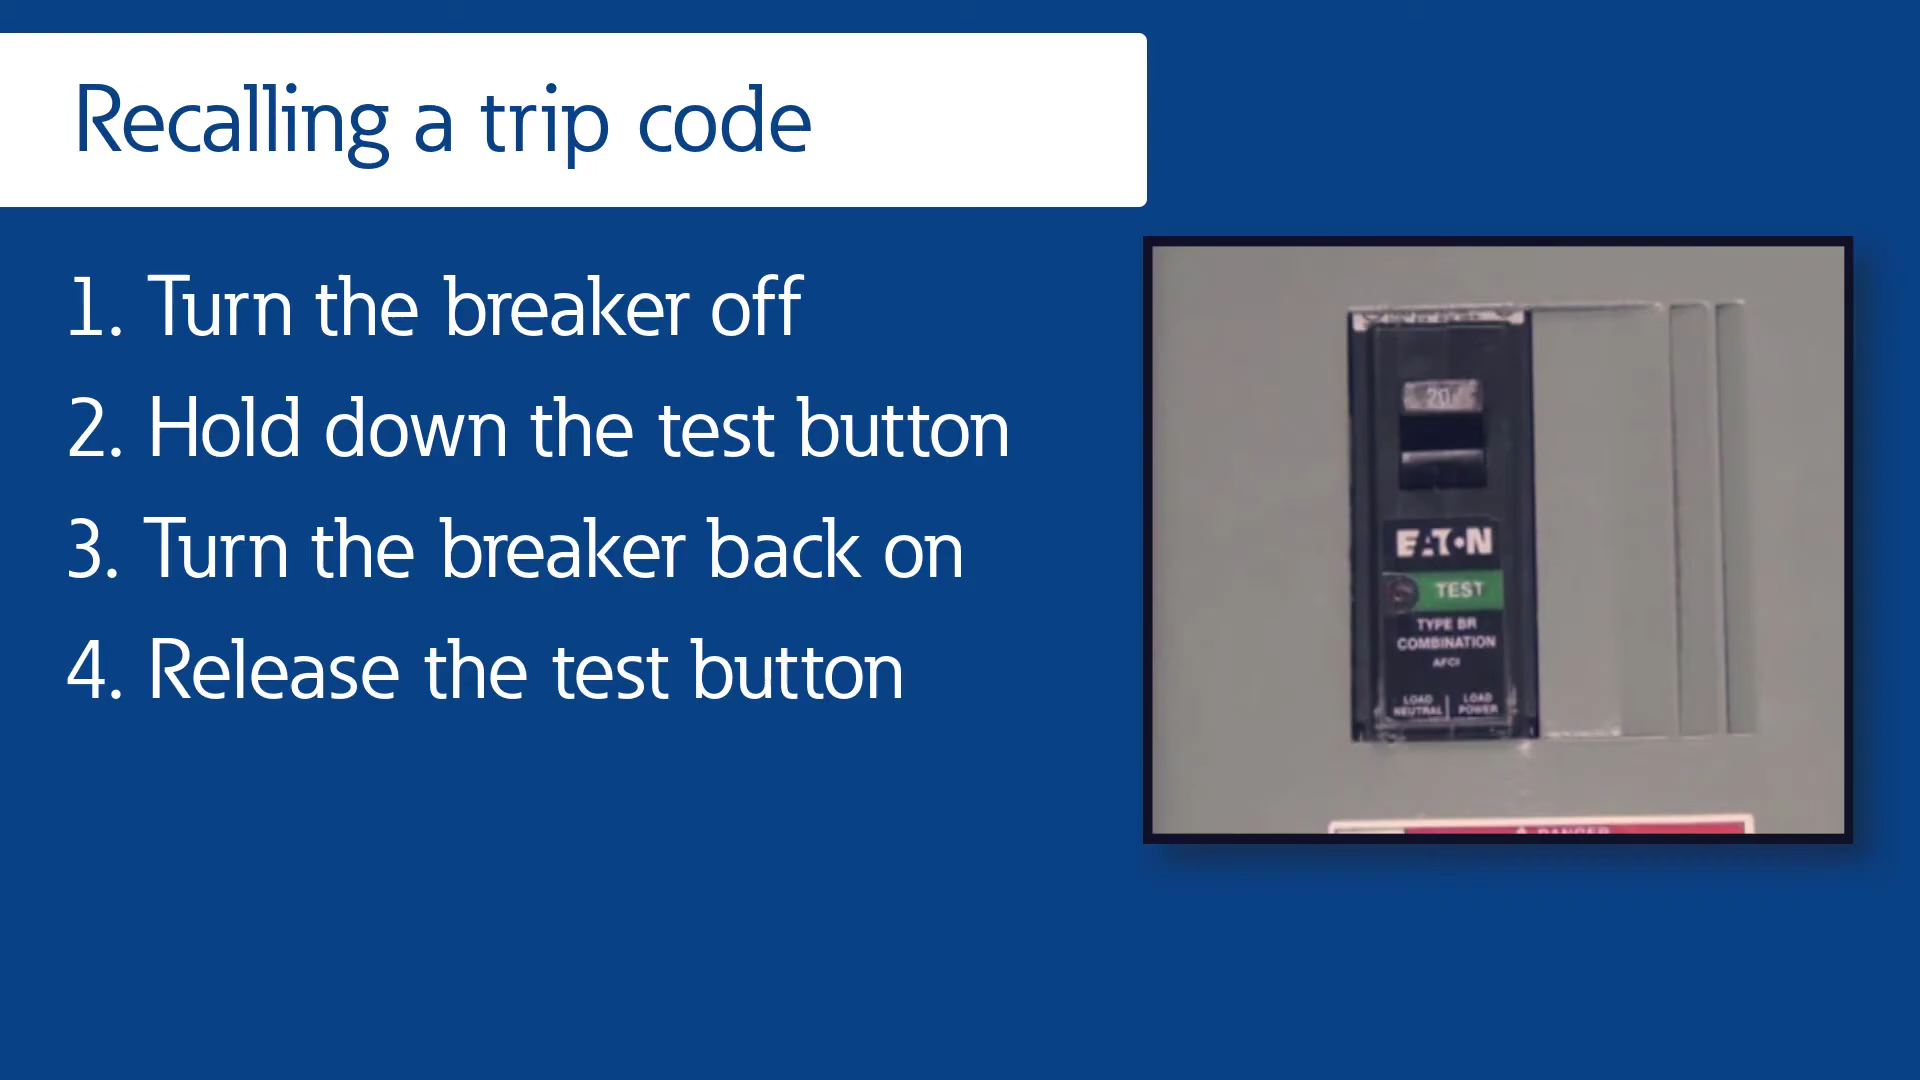 Recalling a trip code
1. Turn the breaker off
2. Hold down the test button
3. Turn the breaker back on
4. Release the test button
20
EATON
TEST
TYPE BR
COMBINATION
AFCI
LOAD NEUTRAL
LOAD POWER
DANGER